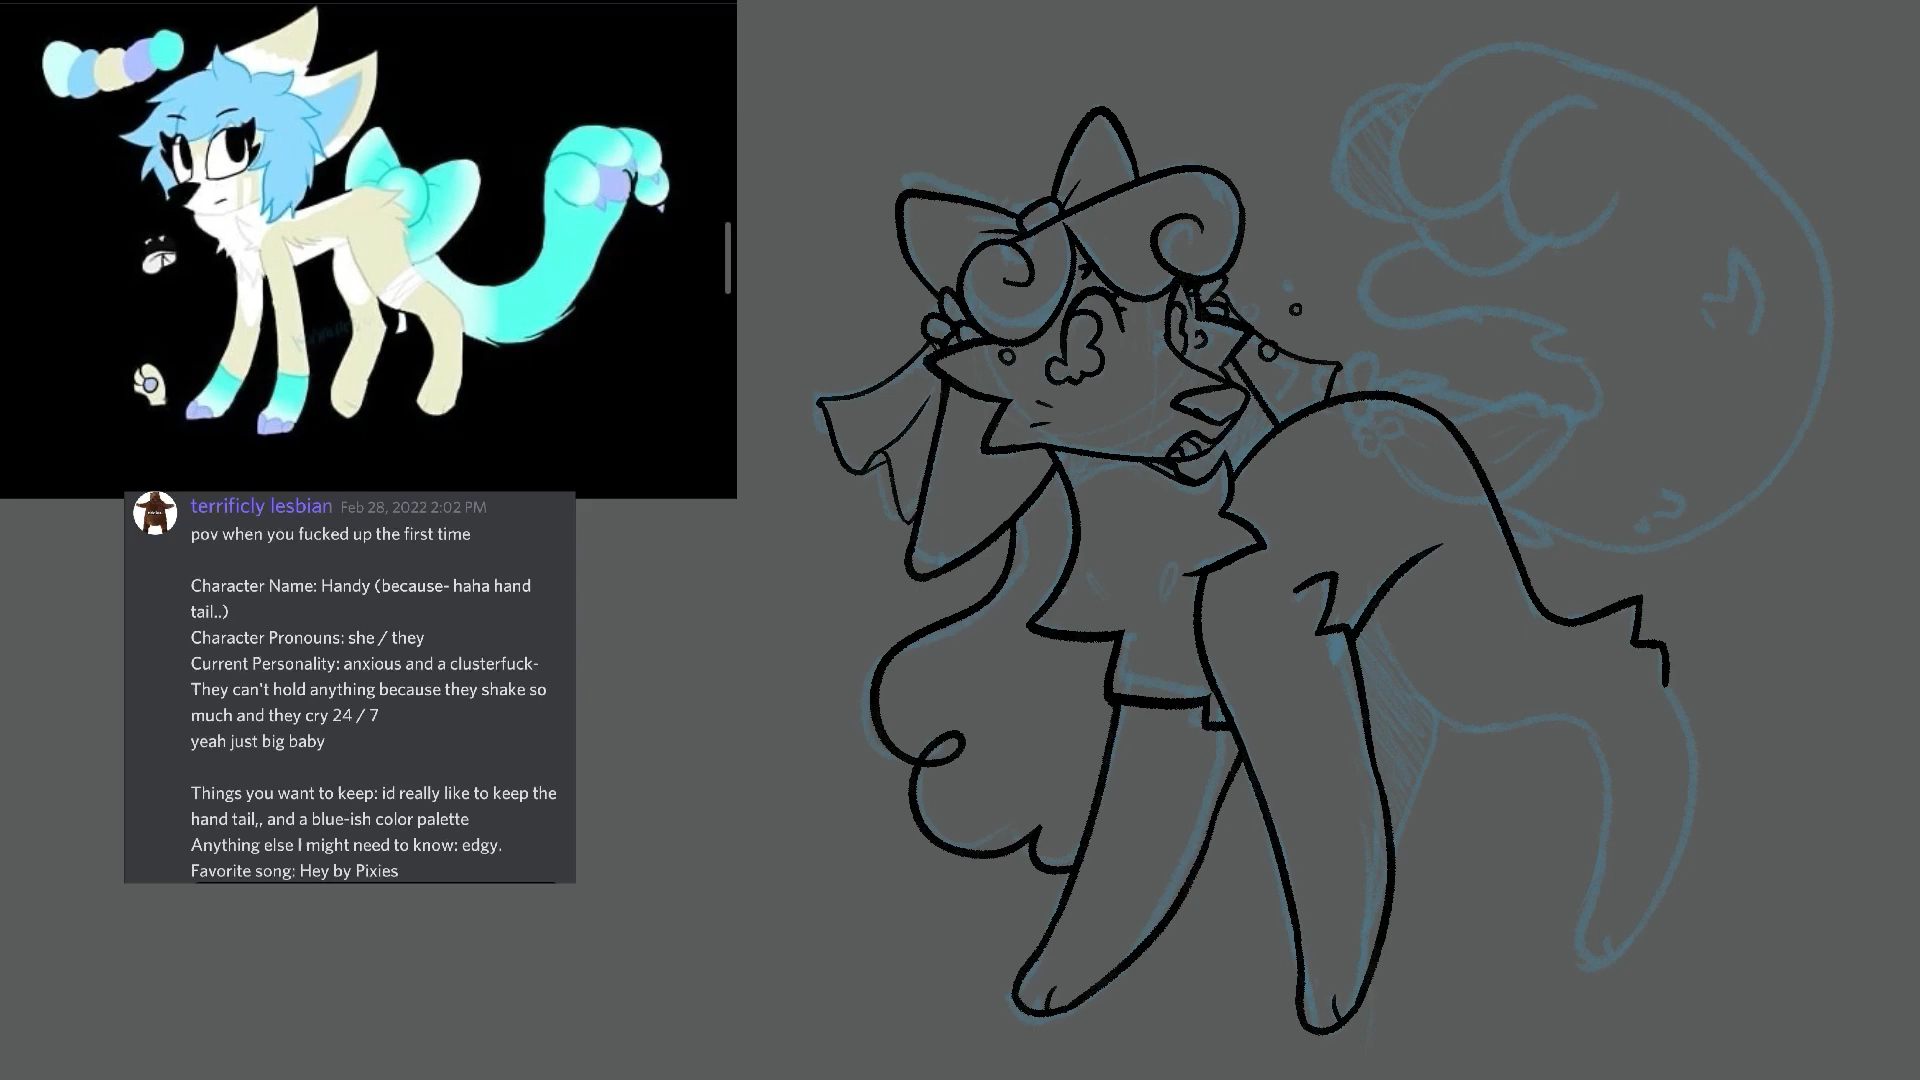 terrificly lesbian Feb 28, 2022 2:02 PM
pov when you fucked up the first time
Character Name: Handy (because- haha hand
tail..)
Character Pronouns: she / they
Current Personality: anxious and a clusterfuck-
They can't hold anything because they shake so
much and they cry 24 / 7
yeah just big baby
Things you want to keep: id really like to keep the
hand tail,, and a blue-ish color palette
Anything else I might need to know: edgy.
Favorite song: Hey by Pixies